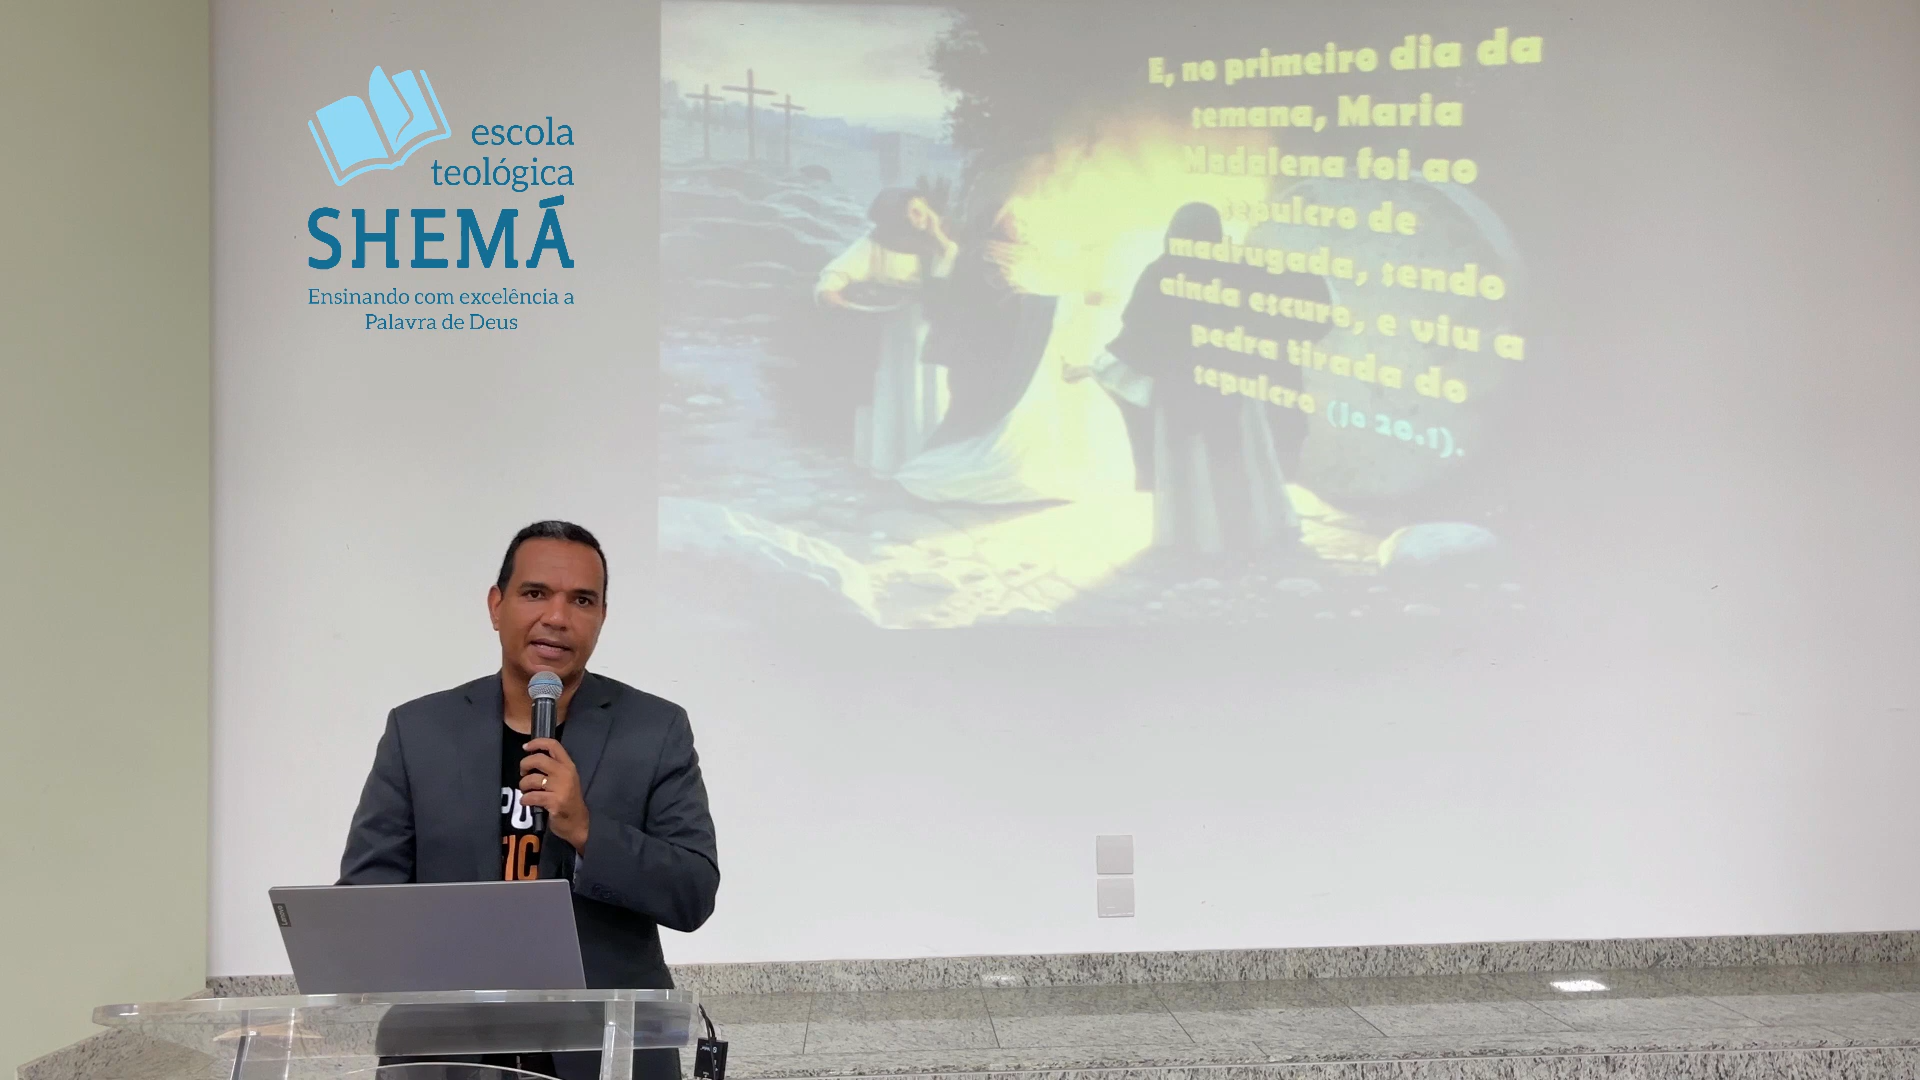 escola
teológica
SHEMÁ
Ensinando com excelência a
Palavra de Deus
E, no primeiro dia da
semana, Maria
Madalena foi ao
sepulcro de
madrugada, sendo
ainda escuro, e viu a
pedra tirada do
sepulcro (Jo 20.1).
Lenovo